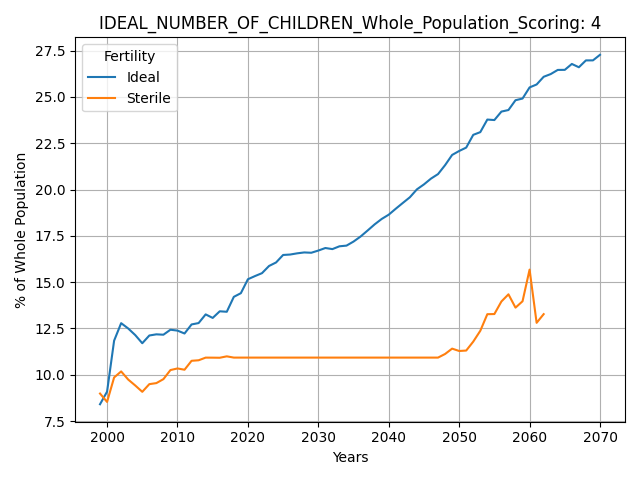 IDEAL_NUMBER_OF_CHILDREN_Whole_Population_Scoring: 4
Fertility
Ideal
Sterile
% of Whole Population
27.5
25.0
22.5
20.0
17.5
15.0
12.5
10.0
7.5
2000 2010 2020 2030 2040 2050 2060 2070
Years